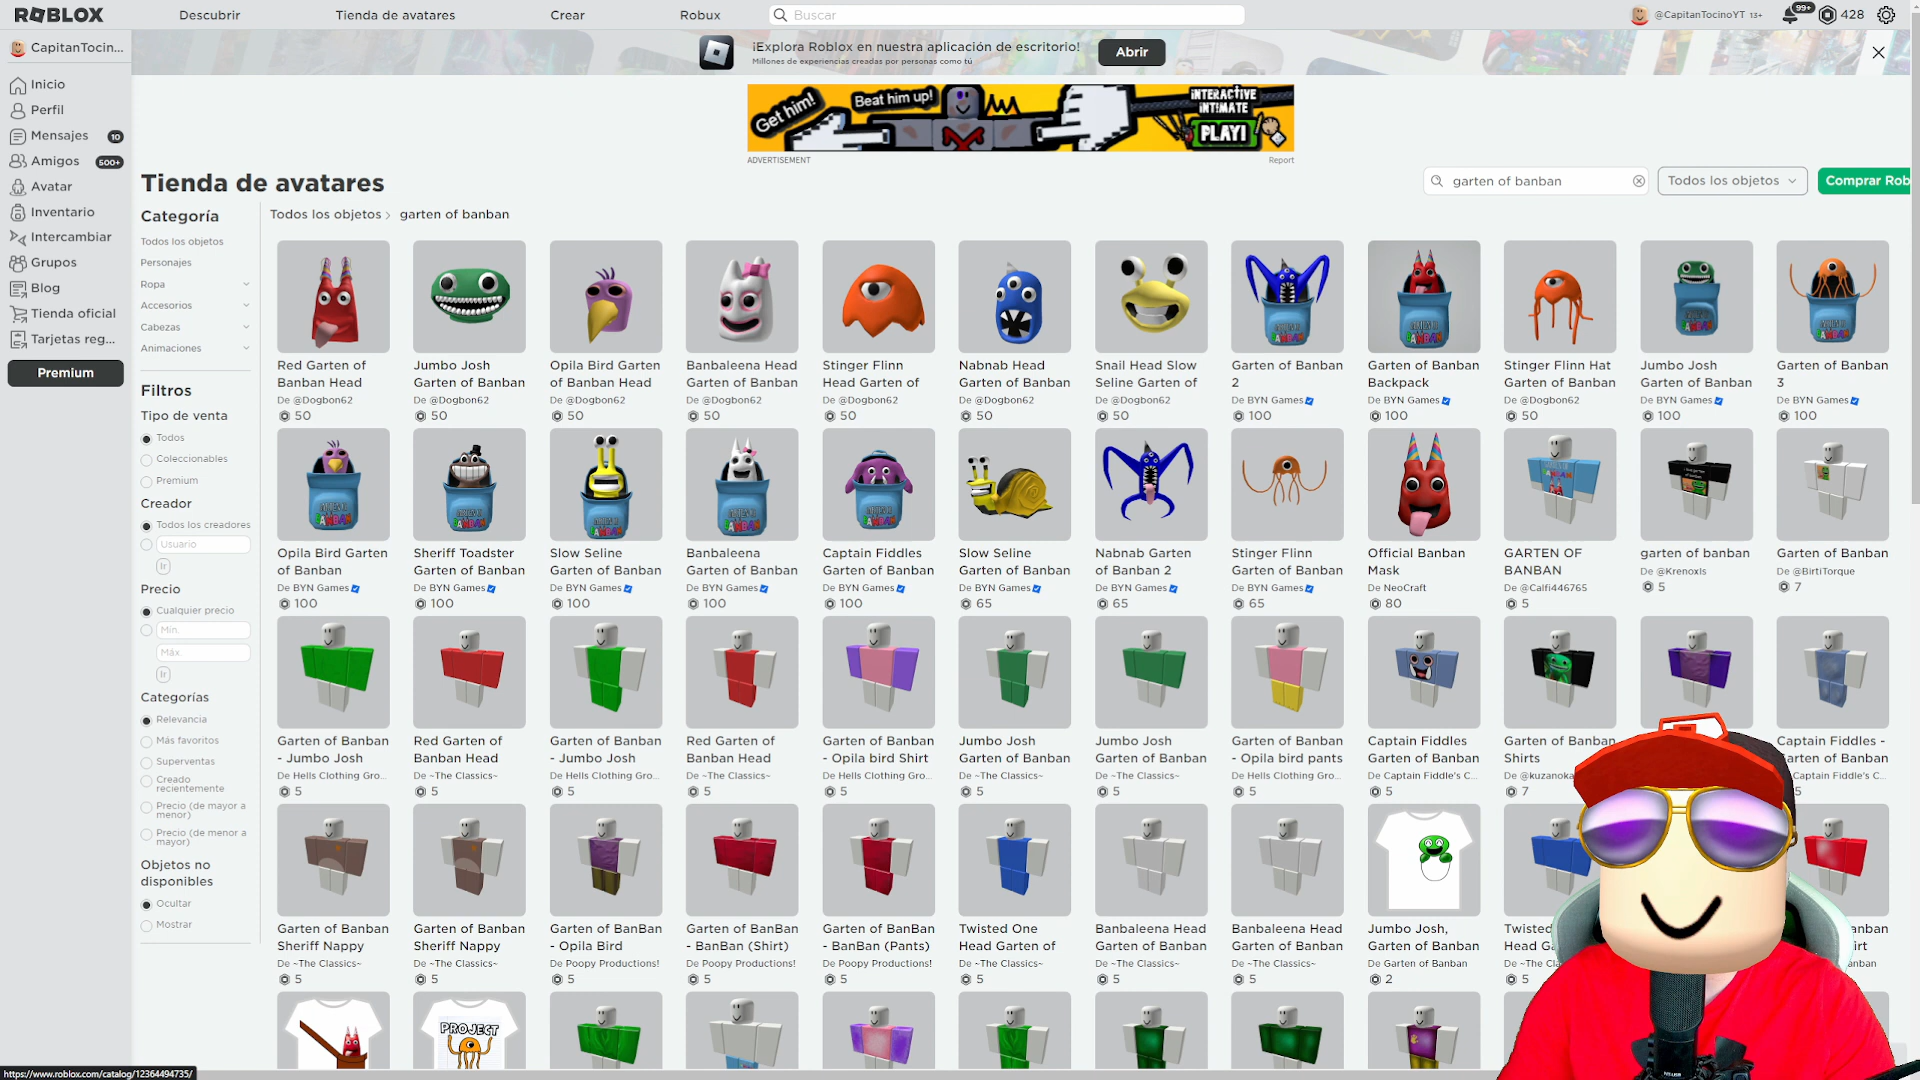 ROBLOX
Descubrir
Tienda de avatares
Crear
Robux
Buscar
@CapitanTocinoYT 13+
99+
428
CapitanTocin...
¡Explora Roblox en nuestra aplicación de escritorio!
Millones de experiencias creadas por personas como tú
Abrir
Inicio
Perfil
Mensajes 10
Amigos 500+
Avatar
Inventario
Intercambiar
Grupos
Blog
Tienda oficial
Tarjetas reg...
Premium
Get him!
Beat him up!
INTERACTIVE
INTIMATE
PLAY!
ADVERTISEMENT
Report
Tienda de avatares
garten of banban
Todos los objetos
Comprar Rob
Todos los objetos > garten of banban
Categoría
Todos los objetos
Personajes
Ropa
Accesorios
Cabezas
Animaciones
Filtros
Tipo de venta
Todos
Coleccionables
Premium
Creador
Todos los creadores
Usuario
Ir
Precio
Cualquier precio
Mín.
Máx
Ir
Categorías
Relevancia
Más favoritos
Superventas
Creado
recientemente
Precio (de mayor a
menor)
Precio (de menor a
mayor)
Objetos no
disponibles
Ocultar
Mostrar
Red Garten of
Banban Head
De @Dogbon62
50
Jumbo Josh
Garten of Banban
De @Dogbon62
50
Opila Bird Garten
of Banban Head
De @Dogbon62
50
Banbaleena Head
Garten of Banban
De @Dogbon62
50
Stinger Flinn
Head Garten of
De @Dogbon62
50
Nabnab Head
Garten of Banban
De @Dogbon62
50
Snail Head Slow
Seline Garten of
De @Dogbon62
50
Garten of Banban
2
De BYN Games
100
Garten of Banban
Backpack
De BYN Games
100
Stinger Flinn Hat
Garten of Banban
De @Dogbon62
50
Jumbo Josh
Garten of Banban
De BYN Games
100
Garten of Banban
3
De BYN Games
100
Opila Bird Garten
of Banban
De BYN Games
100
Sheriff Toadster
Garten of Banban
De BYN Games
100
Slow Seline
Garten of Banban
De BYN Games
100
Banbaleena
Garten of Banban
De BYN Games
100
Captain Fiddles
Garten of Banban
De BYN Games
100
Slow Seline
Garten of Banban
De BYN Games
65
Nabnab Garten
of Banban 2
De BYN Games
65
Stinger Flinn
Garten of Banban
De BYN Games
65
Official Banban
Mask
De NeoCraft
80
GARTEN OF
BANBAN
De @Calfi446765
5
garten of banban
De @Krenoxls
5
Garten of Banban
De @BirtiTorque
7
Garten of Banban
- Jumbo Josh
De Hells Clothing Gro...
5
Red Garten of
Banban Head
De ~The Classics~
5
Garten of Banban
- Jumbo Josh
De Hells Clothing Gro...
5
Red Garten of
Banban Head
De ~The Classics~
5
Garten of Banban
- Opila bird Shirt
De Hells Clothing Gro...
5
Jumbo Josh
Garten of Banban
De ~The Classics~
5
Jumbo Josh
Garten of Banban
De ~The Classics~
5
Garten of Banban
- Opila bird pants
De Hells Clothing Gro...
5
Captain Fiddles
Garten of Banban
De Captain Fiddle's C...
5
Garten of Banban
Shirts
De @kuzanoka
7
Captain Fiddles -
Garten of Banban
Captain Fiddle's C...
5
Garten of Banban
Sheriff Nappy
De ~The Classics~
5
Garten of Banban
Sheriff Nappy
De ~The Classics~
5
Garten of BanBan
- Opila Bird
De Poopy Productions!
5
Garten of BanBan
- BanBan (Shirt)
De Poopy Productions!
5
Garten of BanBan
- BanBan (Pants)
De Poopy Productions!
5
Twisted One
Head Garten of
De ~The Classics~
5
Banbaleena Head
Garten of Banban
De ~The Classics~
5
Banbaleena Head
Garten of Banban
De ~The Classics~
5
Jumbo Josh,
Garten of Banban
De Garten of Banban
2
Twisted
Head Ga
De ~The Classics~
5
PROJECT
https://www.roblox.com/catalog/12364494735/